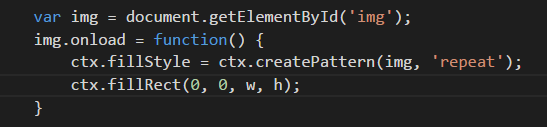 var img = document.getElementById('img');
img.onload = function() {
    ctx.fillStyle = ctx.createPattern(img, 'repeat');
    ctx.fillRect(0, 0, w, h);
}